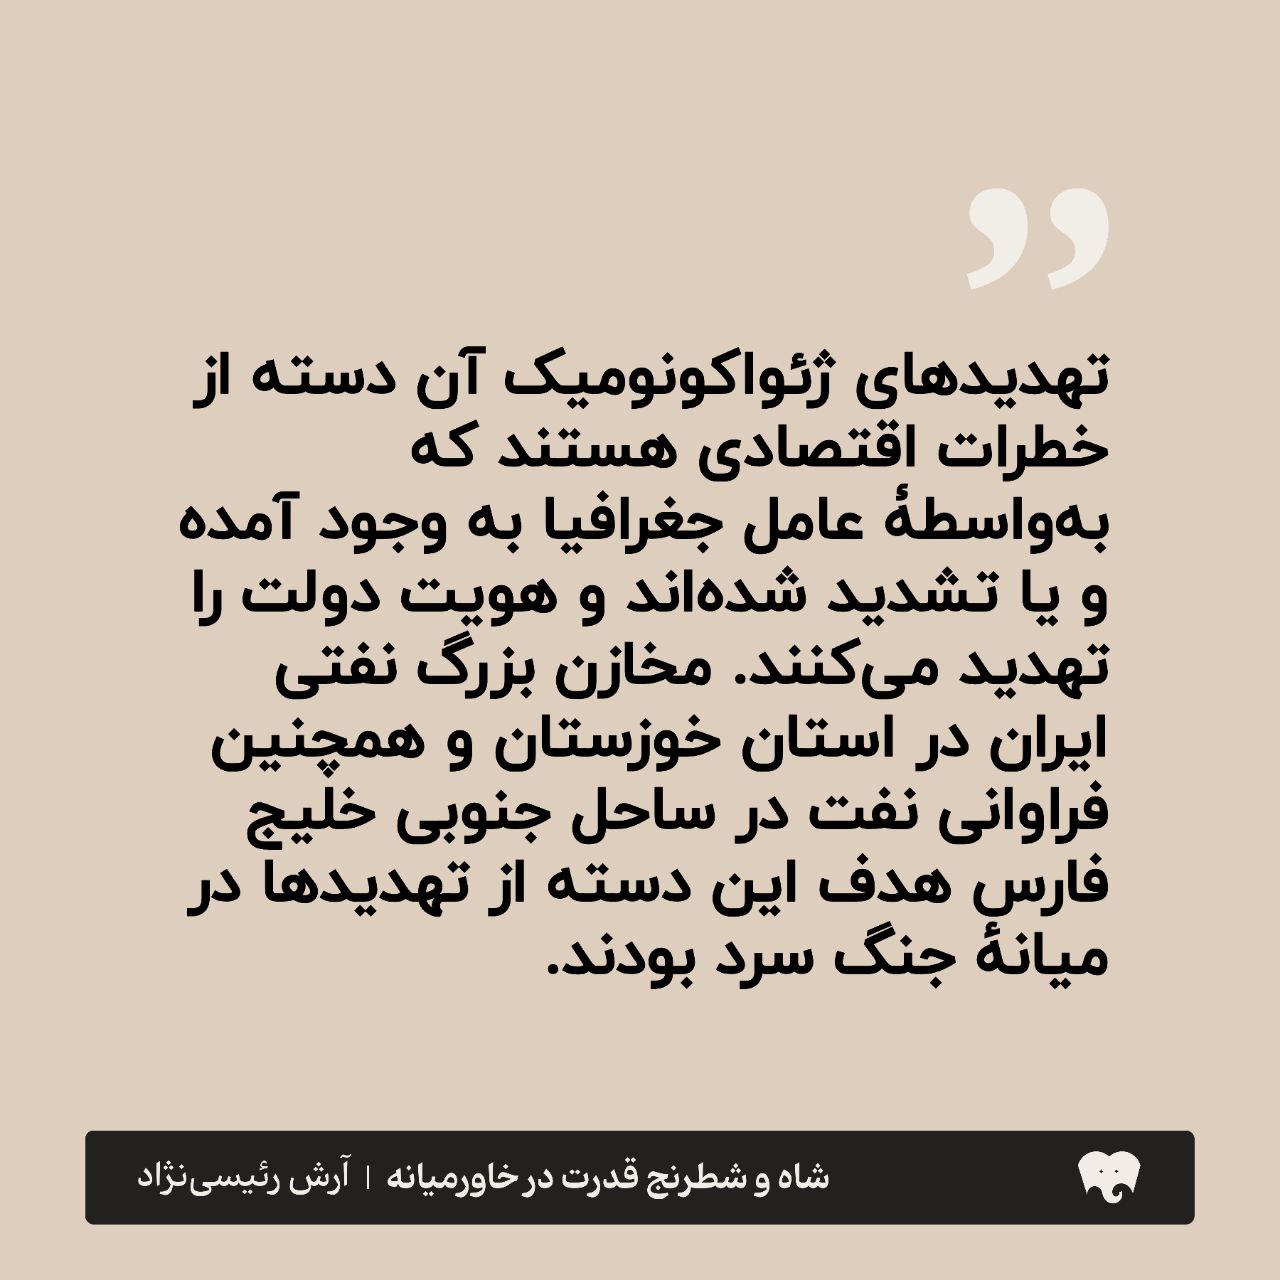 ”
تهدیدهای ژئواکونومیک آن دسته از
خطرات اقتصادی هستند که
به‌واسطهٔ عامل جغرافیا به وجود آمده
و یا تشدید شده‌اند و هویت دولت را
تهدید می‌کنند. مخازن بزرگ نفتی
ایران در استان خوزستان و همچنین
فراوانی نفت در ساحل جنوبی خلیج
فارس هدف این دسته از تهدیدها در
میانهٔ جنگ سرد بودند.
شاه و شطرنج قدرت در خاورمیانه | آرش رئیسی‌نژاد